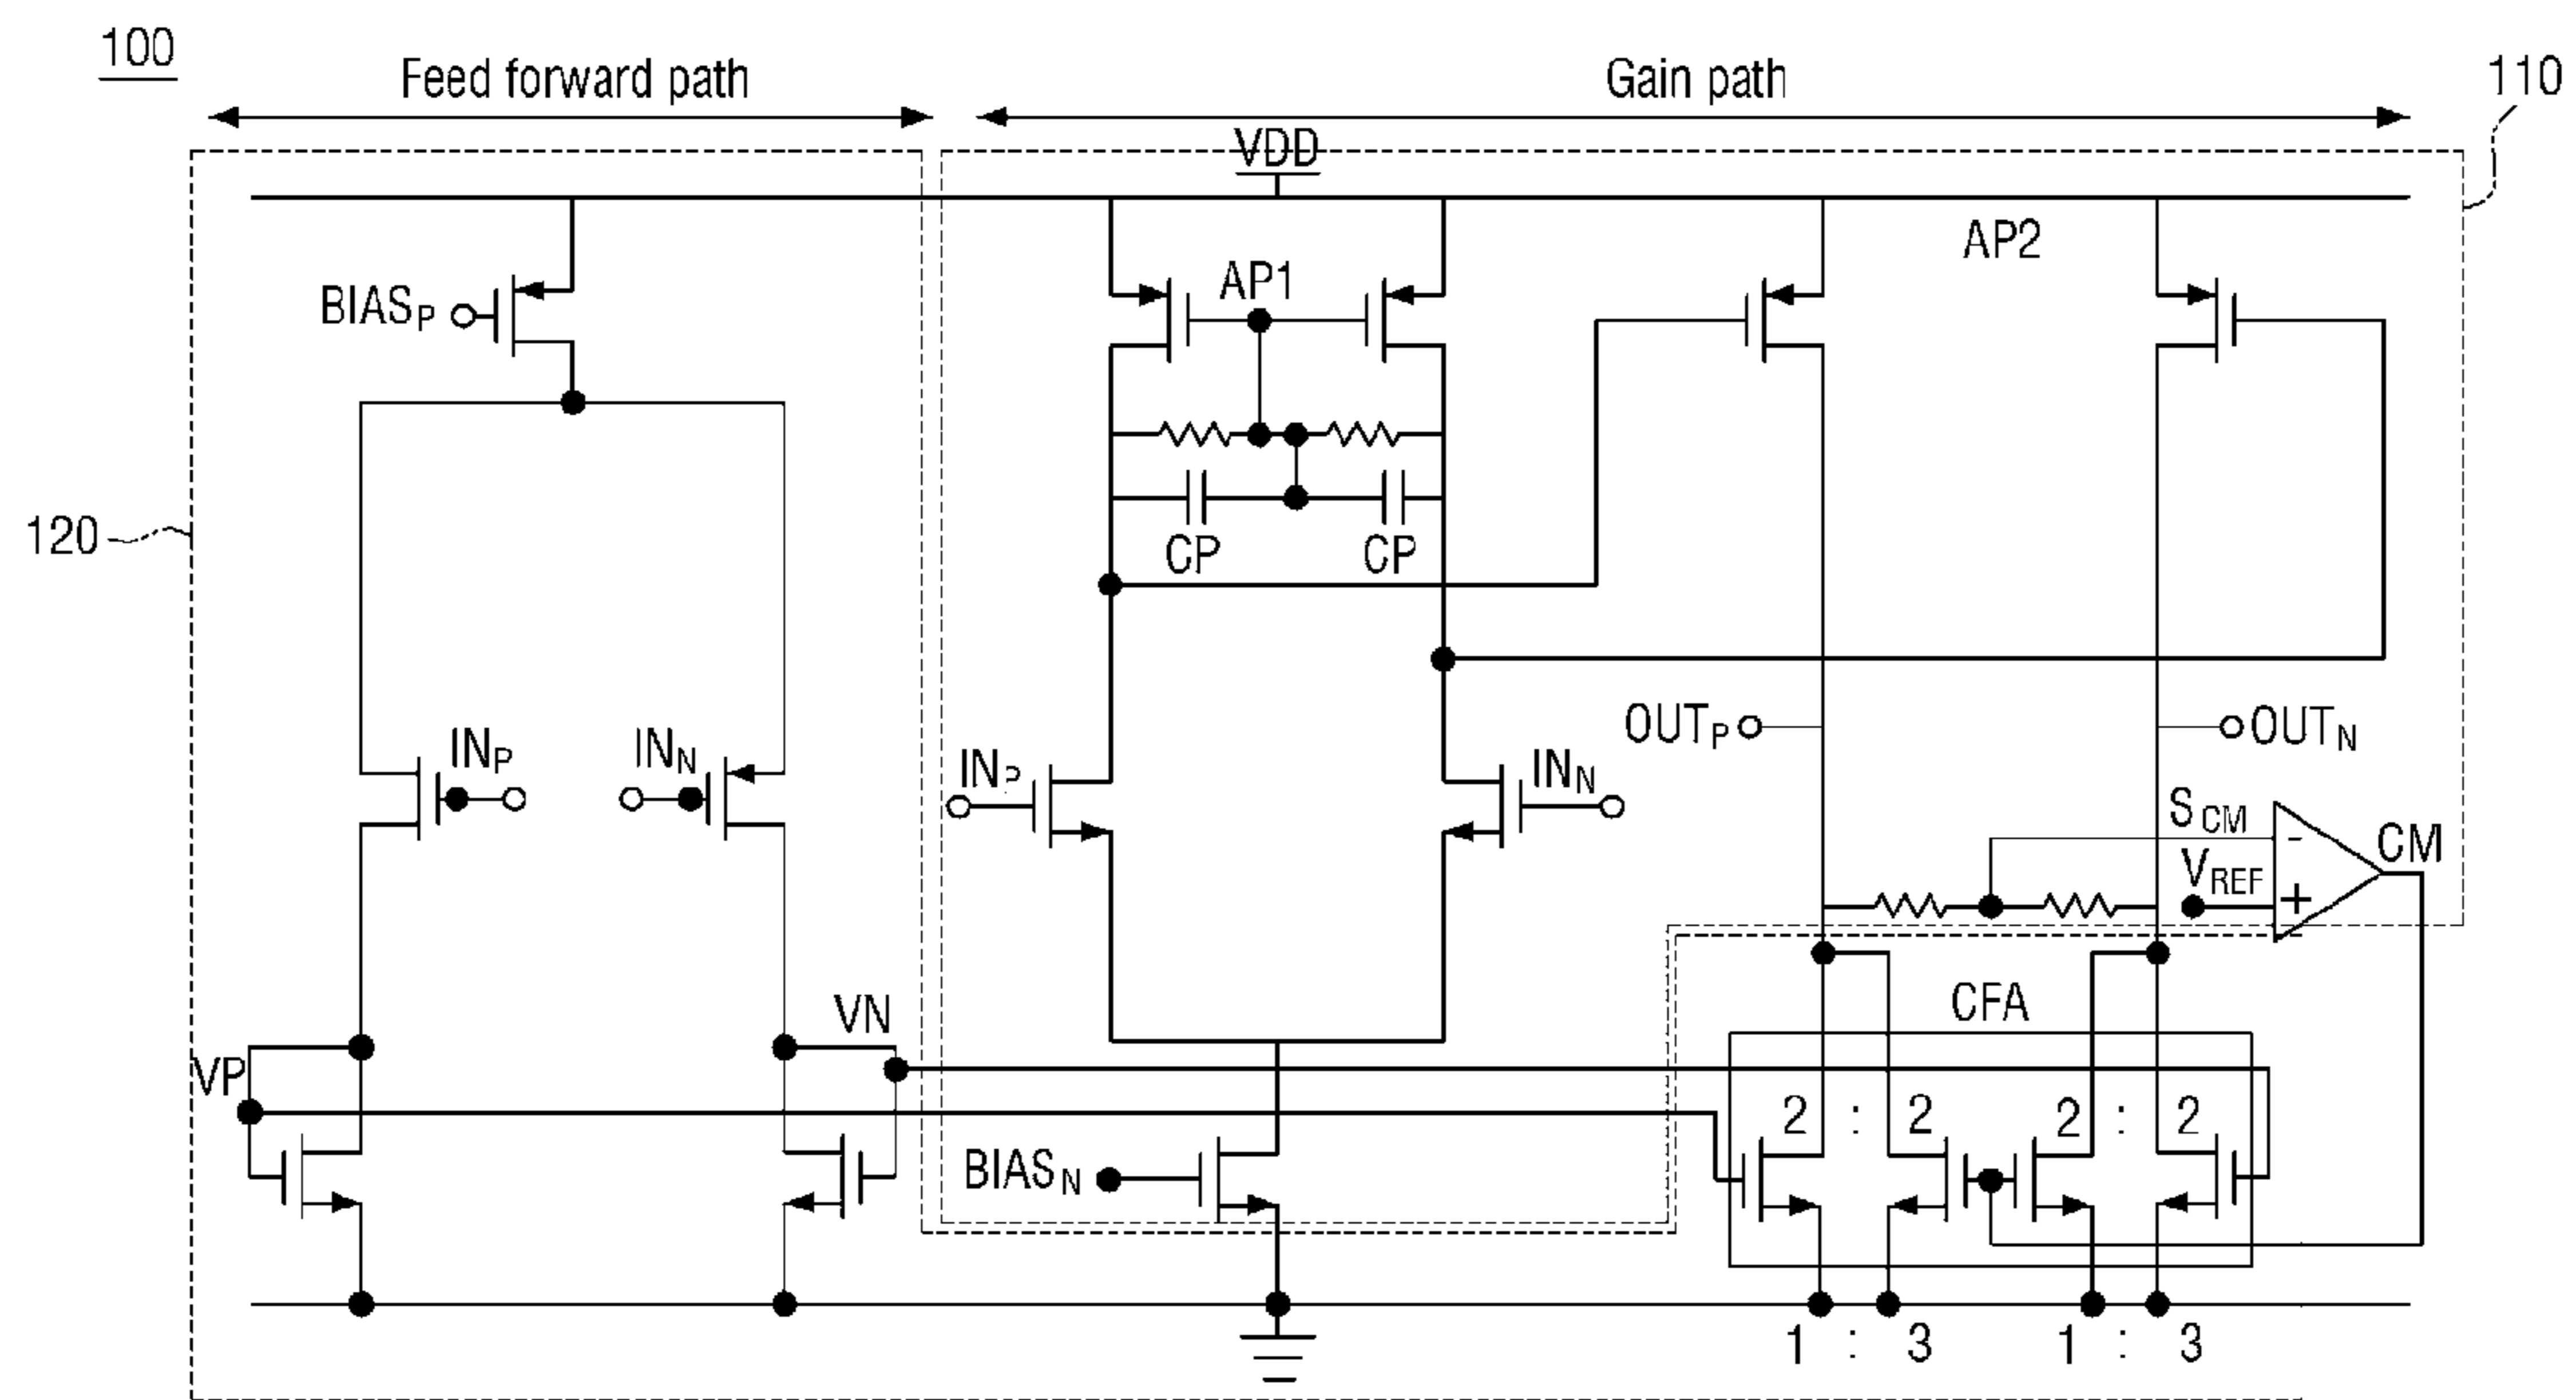 100
Feed forward path
Gain path
110
VDD
AP2
AP1
BIASP
120
CP
CP
INP
INN
INP
INN
OUTP
OUTN
SCM
VREF
-
+
CM
VN
VP
CFA
2 : 2
2 : 2
BIASN
1 : 3
1 : 3